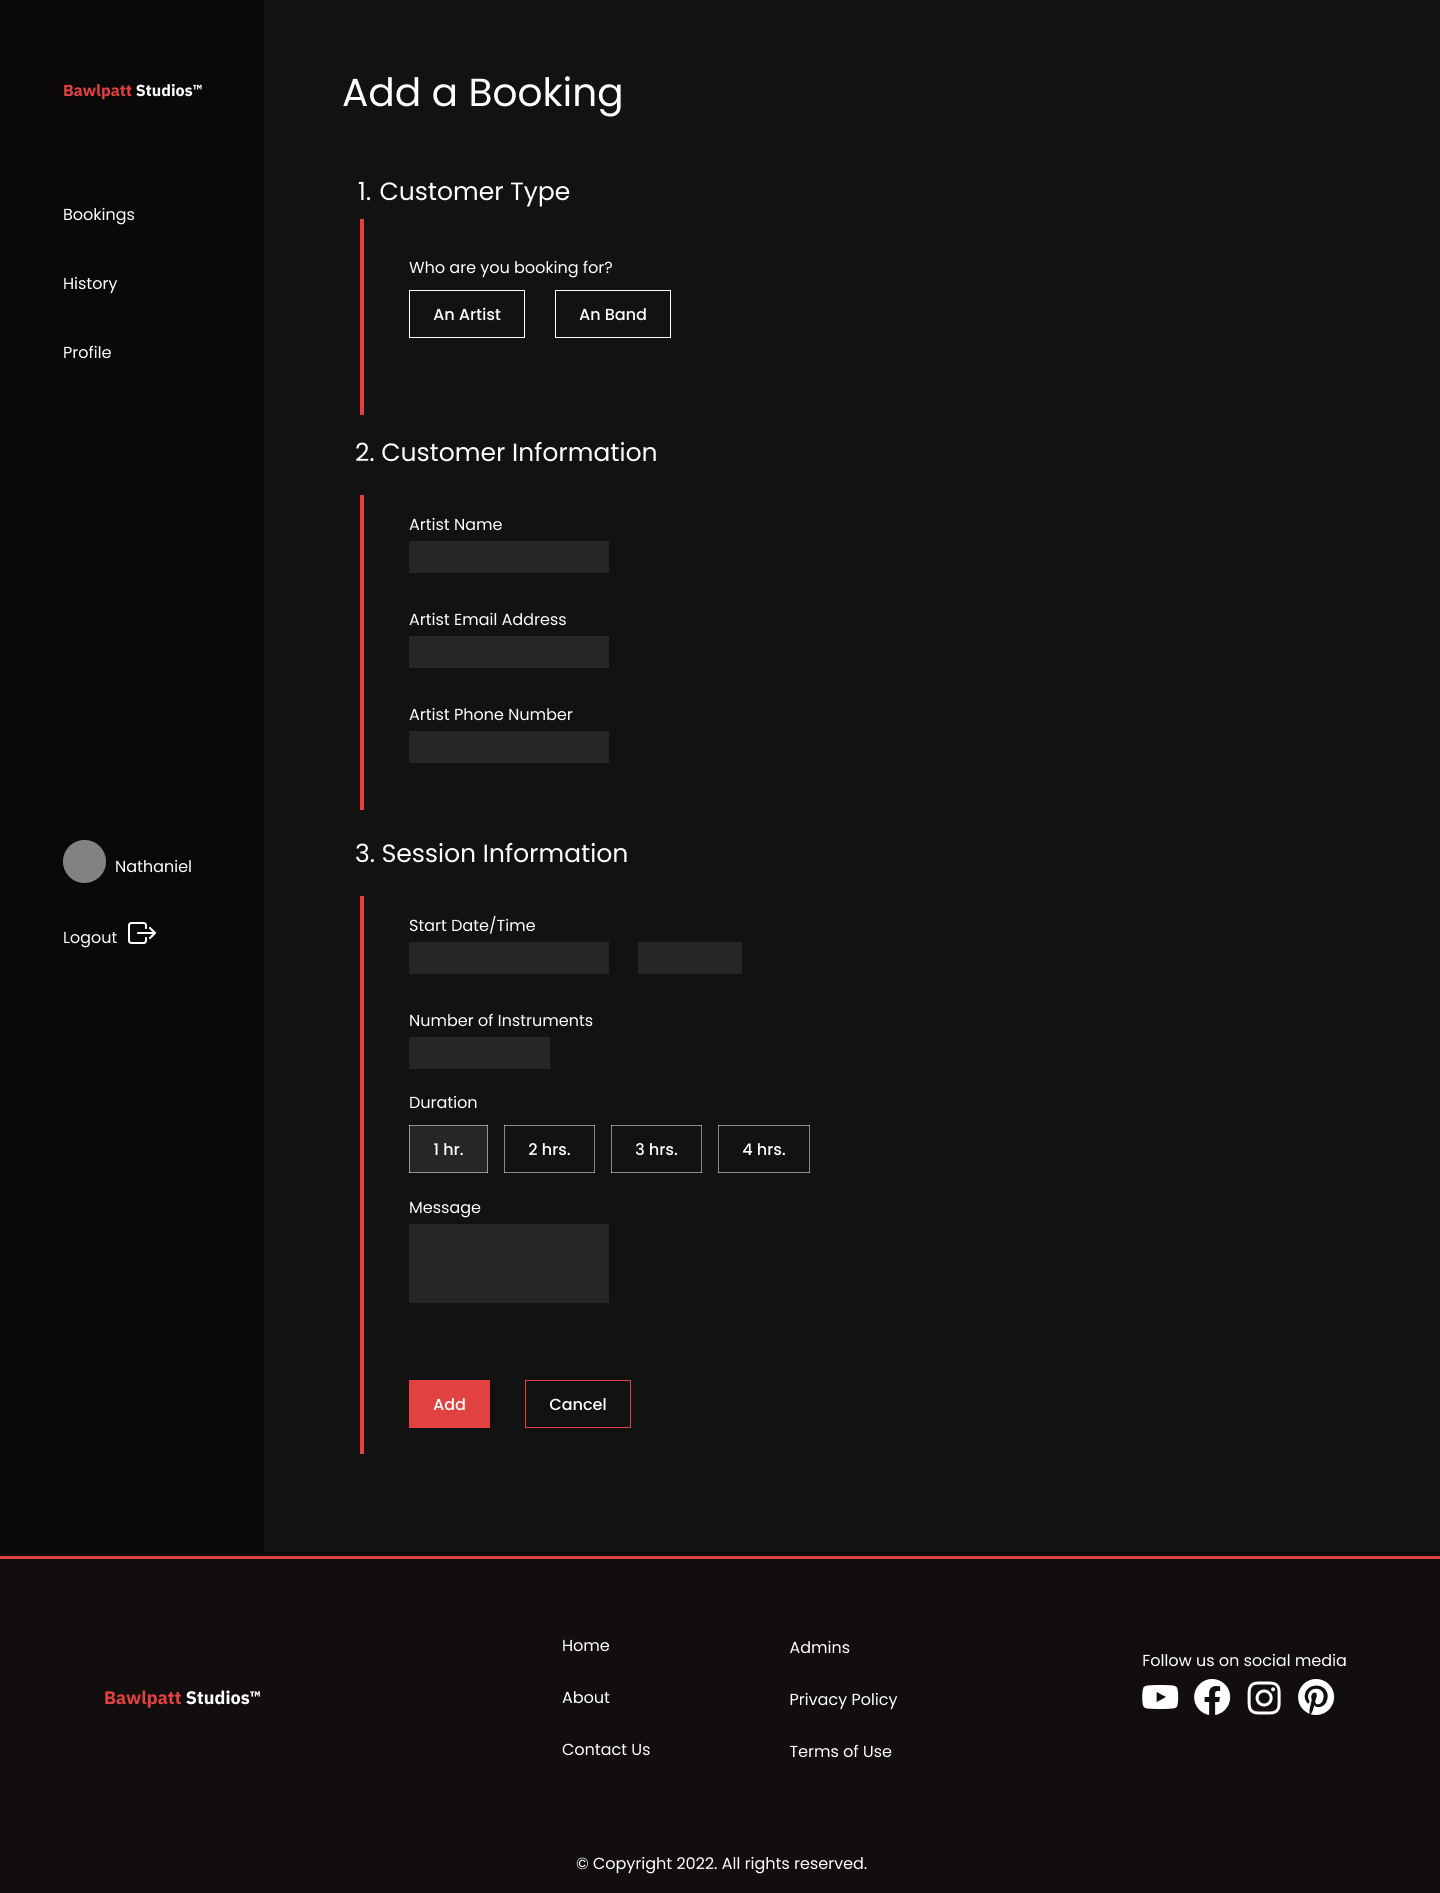 Bawlpatt Studios™
Bookings
History
Profile
Nathaniel
Logout
Add a Booking
1. Customer Type
Who are you booking for?
An Artist
An Band
2. Customer Information
Artist Name
Artist Email Address
Artist Phone Number
3. Session Information
Start Date/Time
Number of Instruments
Duration
1 hr.
2 hrs.
3 hrs.
4 hrs.
Message
Add
Cancel
Bawlpatt Studios™
Home
About
Contact Us
Admins
Privacy Policy
Terms of Use
Follow us on social media
© Copyright 2022. All rights reserved.